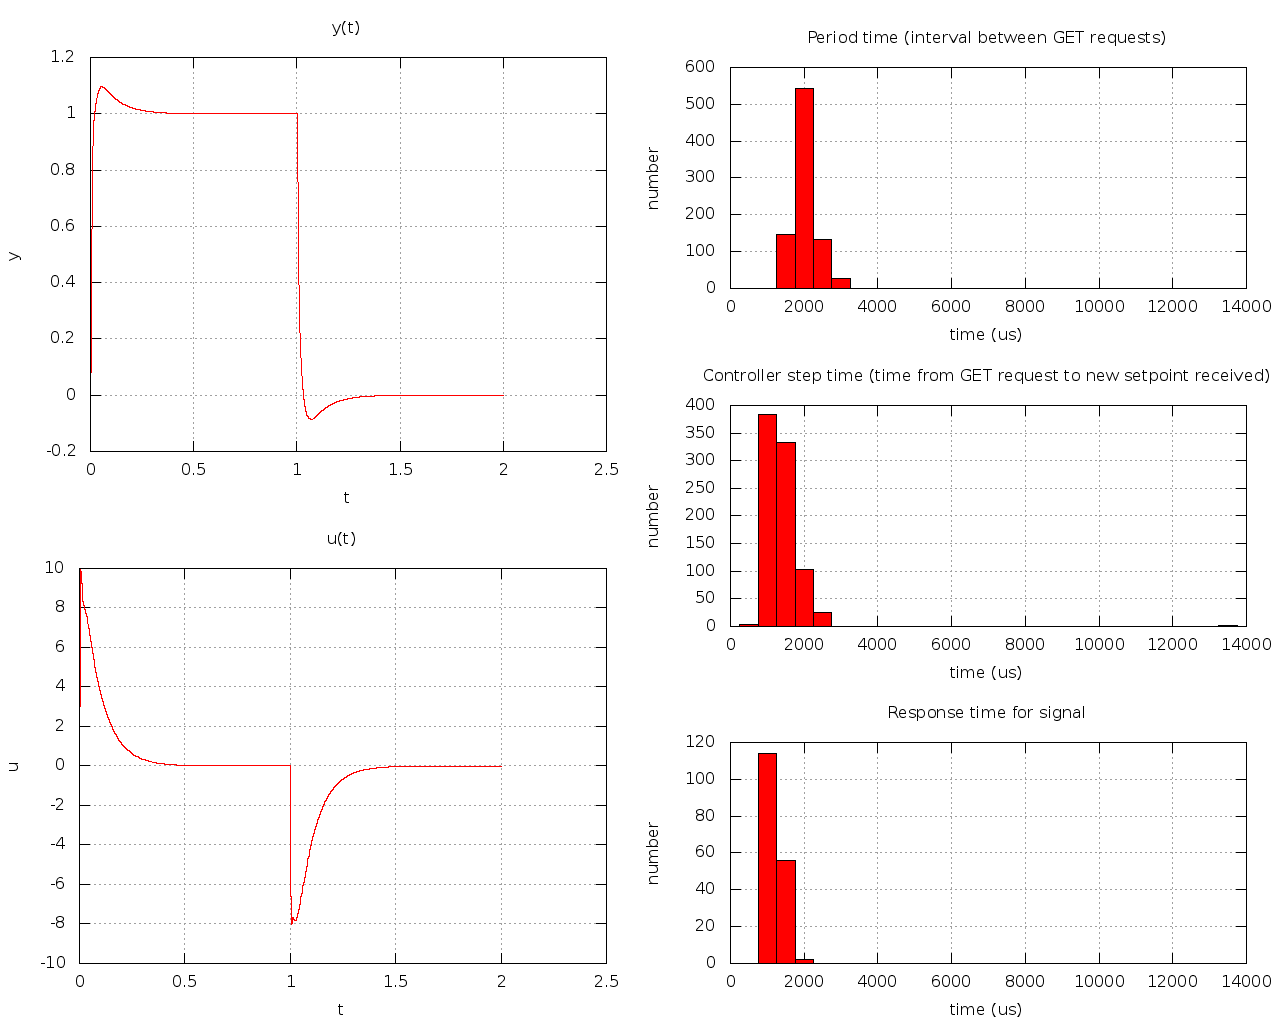 y(t)
1.2
1
0.8
0.6
0.4
0.2
0
-0.2
y
0 0.5 1 1.5 2 2.5
t
u(t)
10
8
6
4
2
0
-2
-4
-6
-8
-10
u
0 0.5 1 1.5 2 2.5
t
Period time (interval between GET requests)
600
500
400
300
200
100
0
number
0 2000 4000 6000 8000 10000 12000 14000
time (us)
Controller step time (time from GET request to new setpoint received)
400
350
300
250
200
150
100
50
0
number
0 2000 4000 6000 8000 10000 12000 14000
time (us)
Response time for signal
120
100
80
60
40
20
0
number
0 2000 4000 6000 8000 10000 12000 14000
time (us)